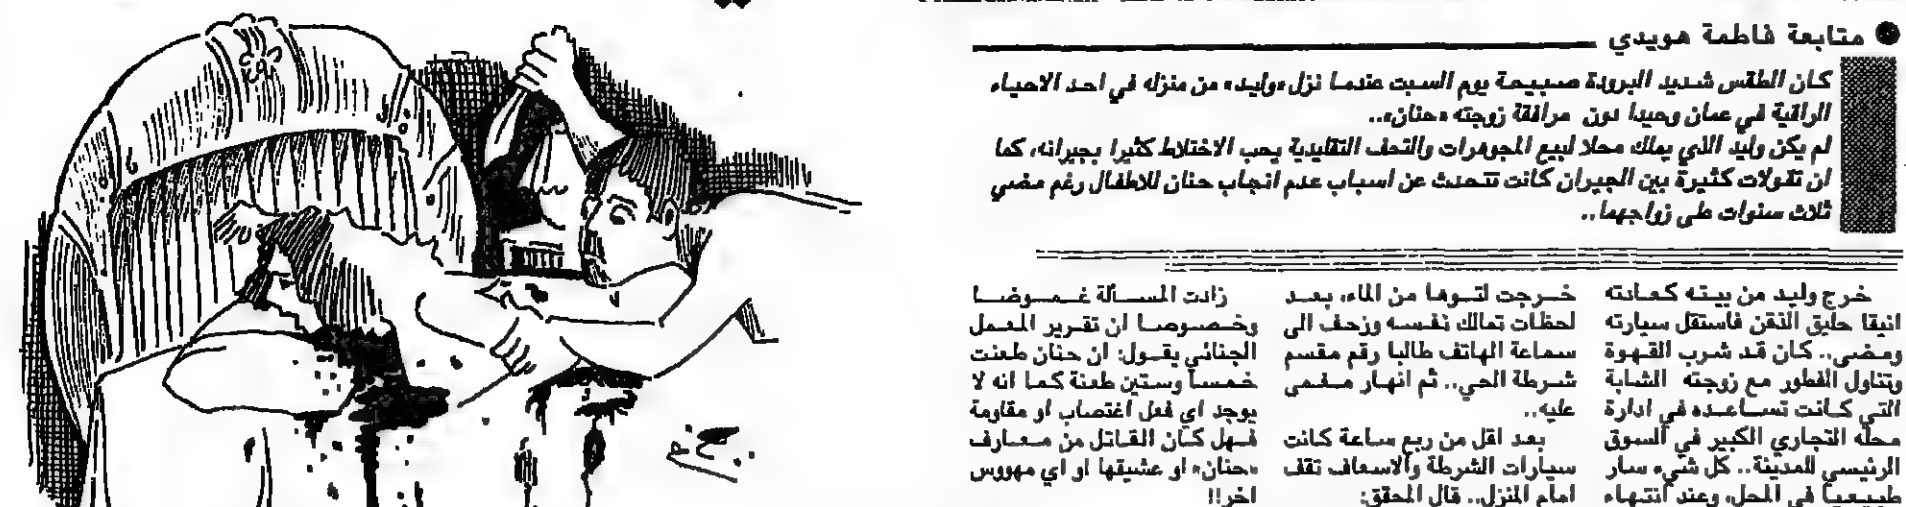 متابعة فاطمة هويدي
كان الطقس شديد البرودة صبيحة يوم السبت عندما نزل «وليد» من منزله في احد الاحياء
الراقية في عمان وحيدا دون مرافقة زوجته «حنان»..
لم يكن وليد الذي يملك محلا لبيع المجوهرات والتحف التقليدية يحب الاختلاط كثيرا بجيرانه، كما
ان تقولات كثيرة بين الجيران كانت تتحدث عن اسباب عدم انجاب حنان للاطفال رغم مضي
ثلاث سنوات على زواجهما..
خرج وليد من بيته كعادته
انيقا حليق الذقن فاستقل سيارته
ومضى.. كان قد شرب القهوة
وتناول الفطور مع زوجته الشابة
التي كانت تساعده في ادارة
محله التجاري الكبير في السوق
الرئيسي للمدينة.. كل شيء سار
طبيعيا في المحل، وعند انتهاء
خرجت لتوها من الماء، بعد
لحظات تمالك نفسه وزحف الى
سماعة الهاتف طالبا رقم مقسم
شرطة الحي.. ثم انهار مغمى
عليه..
بعد اقل من ربع ساعة كانت
سيارات الشرطة والاسعاف تقف
امام المنزل.. قال المحقق:
زادت المسألة غموضا
وخصوصا ان تقرير المعمل
الجنائي يقول: ان حنان طعنت
خمسا وستين طعنة كما انه لا
يوجد اي فعل اغتصاب او مقاومة
فهل كان القاتل من معارف
«حنان» او عشيقها او اي مهووس
اخر!!